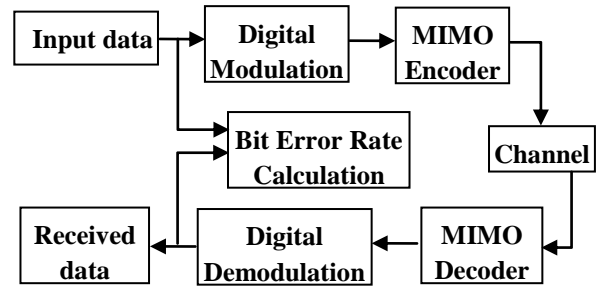 Input data
Digital
Modulation
MIMO
Encoder
Bit Error Rate
Calculation
Channel
Received
data
Digital
Demodulation
MIMO
Decoder